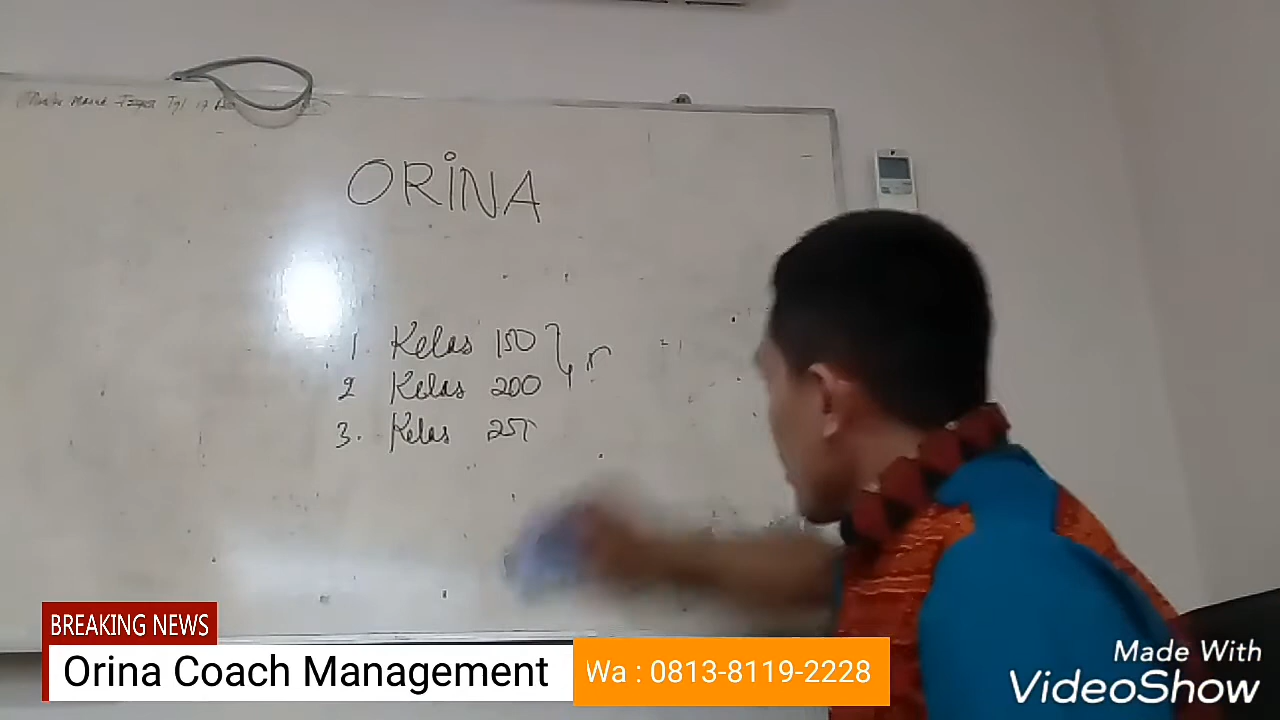 ORINA
1. Kelas 150
2 Kelas 200
3. Kelas 25
BREAKING NEWS
Orina Coach Management
Wa : 0813-8119-2228
Made With
VideoShow